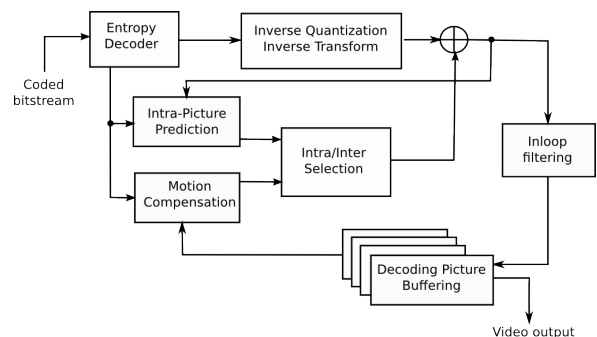 Entropy
Decoder
Inverse Quantization
Inverse Transform
Coded
bitstream
Intra-Picture
Prediction
Intra/Inter
Selection
Inloop
filtering
Motion
Compensation
Decoding Picture
Buffering
Video output